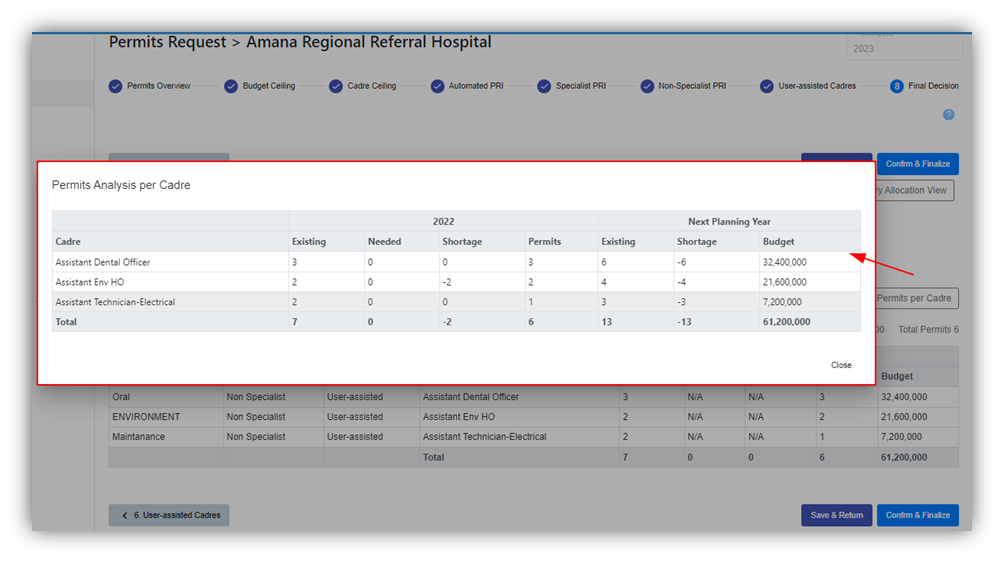 Permits Request > Amana Regional Referral Hospital
2023
Permits Overview Budget Ceiling Cadre Ceiling Automated PRI Specialist PRI Non-Specialist PRI User-assisted Cadres 8 Final Decision
?
Confirm & Finalize
Allocation View
Permits Analysis per Cadre
2022 Next Planning Year
Cadre Existing Needed Shortage Permits Existing Shortage Budget
Assistant Dental Officer 3 0 0 3 6 -6 32,400,000
Assistant Env HO 2 0 -2 2 4 -4 21,600,000
Assistant Technician-Electrical 2 0 0 1 3 -3 7,200,000
Total 7 0 -2 6 13 -13 61,200,000
Close
Permits per Cadre
00 Total Permits 6
Budget
Oral Non Specialist User-assisted Assistant Dental Officer 3 N/A N/A 3 32,400,000
ENVIRONMENT Non Specialist User-assisted Assistant Env HO 2 N/A N/A 2 21,600,000
Maintanance Non Specialist User-assisted Assistant Technician-Electrical 2 N/A N/A 1 7,200,000
Total 7 0 0 6 61,200,000
6. User-assisted Cadres Save & Return Confirm & Finalize